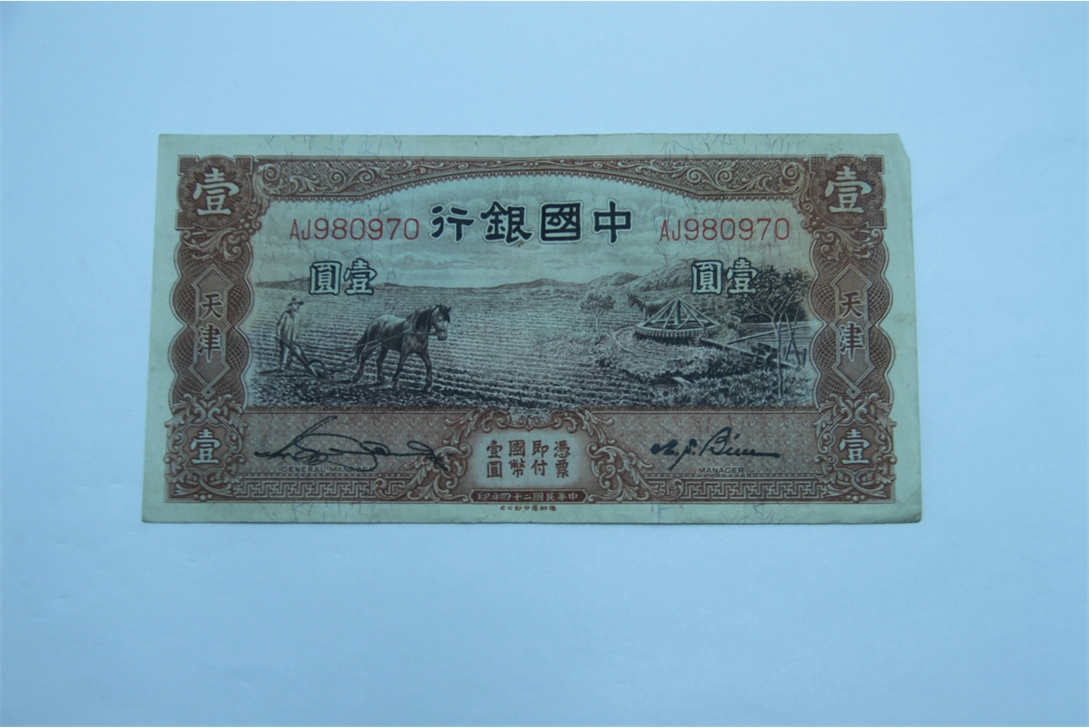 壹
壹
AJ980970
中國銀行
AJ980970
壹圓
壹圓
天津
天津
壹
壹
憑票
即付
國幣
壹圓
GENERAL MANAGER
MANAGER
中華民國二十四年印